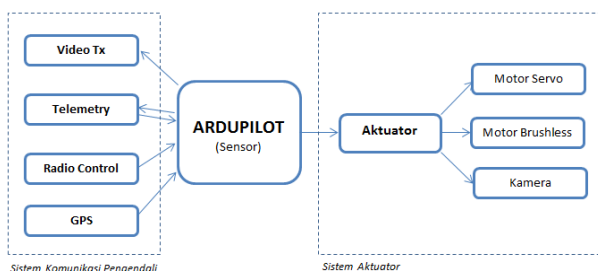 Video Tx
Telemetry
Radio Control
GPS
ARDUPILOT
(Sensor)
Aktuator
Motor Servo
Motor Brushless
Kamera
Sistem Komunikasi Pengendali
Sistem Aktuator